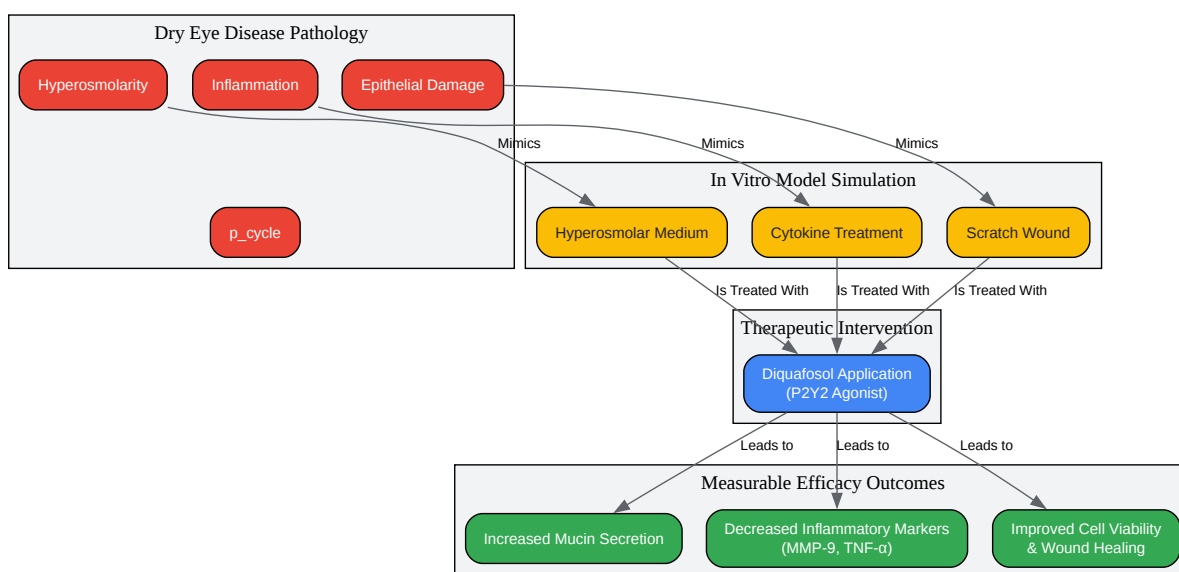 Dry Eye Disease Pathology
Hyperosmolarity
Inflammation
Epithelial Damage
Mimics
Mimics
Mimics
In Vitro Model Simulation
p_cycle
Hyperosmolar Medium
Cytokine Treatment
Scratch Wound
Is Treated With
Is Treated With
Is Treated With
Therapeutic Intervention
Diquafosol Application
(P2Y2 Agonist)
Leads to
Leads to
Leads to
Measurable Efficacy Outcomes
Increased Mucin Secretion
Decreased Inflammatory Markers
(MMP-9, TNF-α)
Improved Cell Viability
& Wound Healing